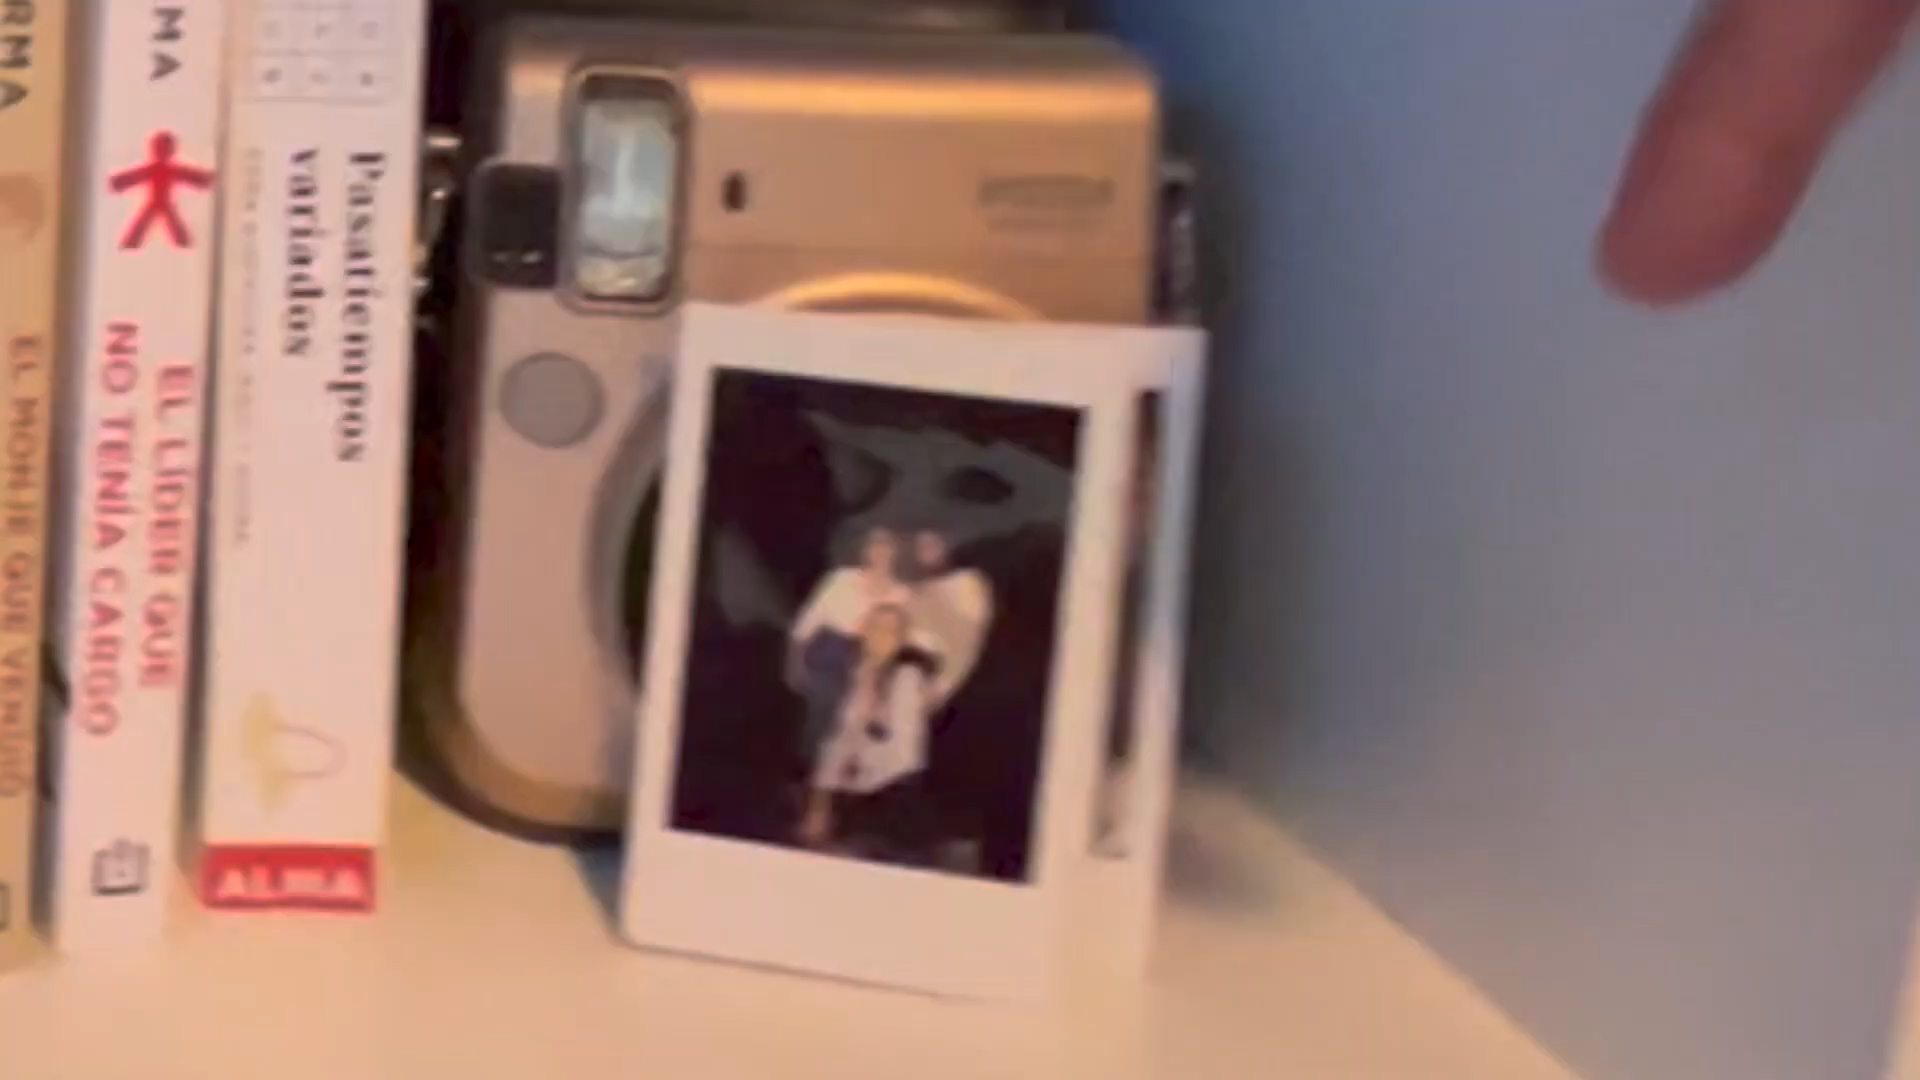 RMA
EL MONJE QUE VENDIÓ
MA
EL LÍDER QUE
NO TENÍA CARGO
Pasatiempos
variados
ALMA